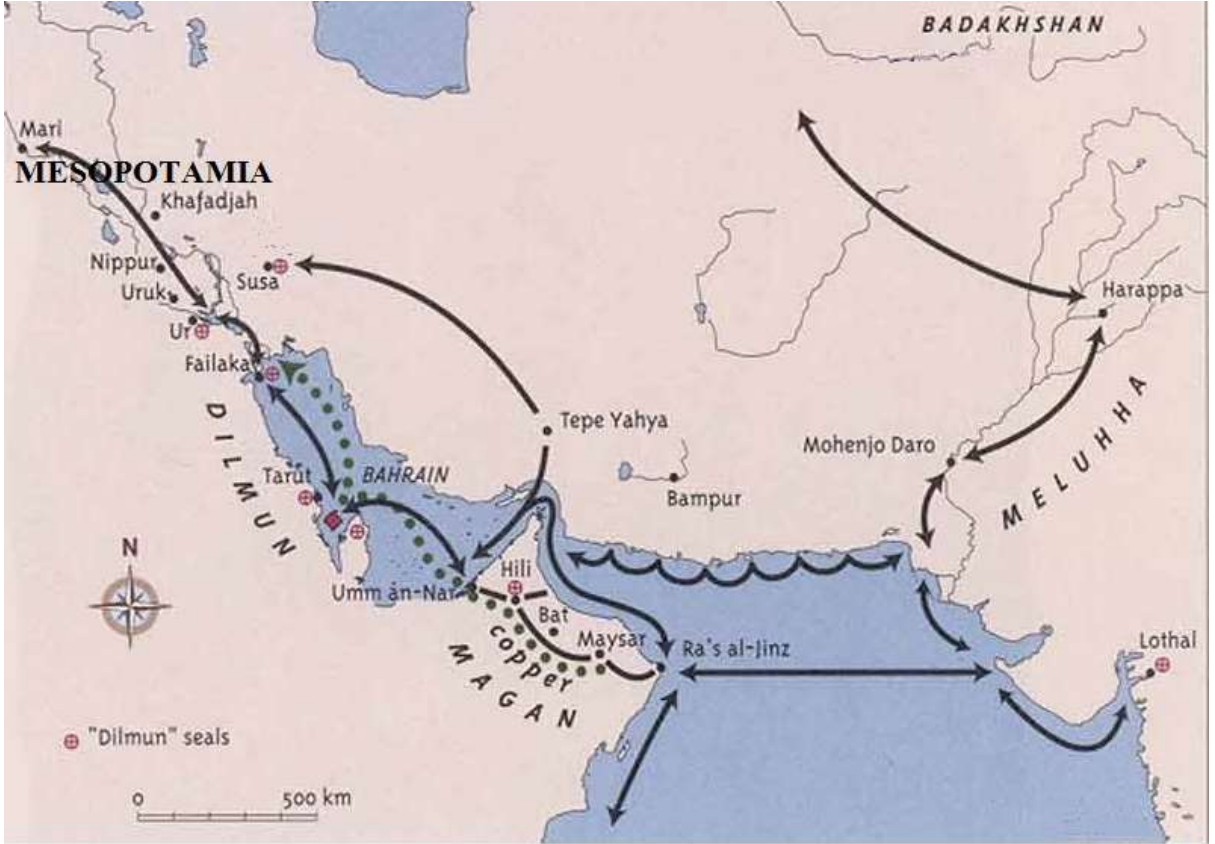 BADAKHSHAN
Mari
MESOPOTAMIA
Khafadjah
Nippur
Susa
Uruk
Harappa
Ur
Failaka
DILMUN
Tepe Yahya
Mohenjo Daro
MELUHHA
Tarut
BAHRAIN
Bampur
N
Hili
Umm an-Nar
Bat
copper
Maysar
MAGAN
Ra's al-Jinz
Lothal
"Dilmun" seals
0 500 km